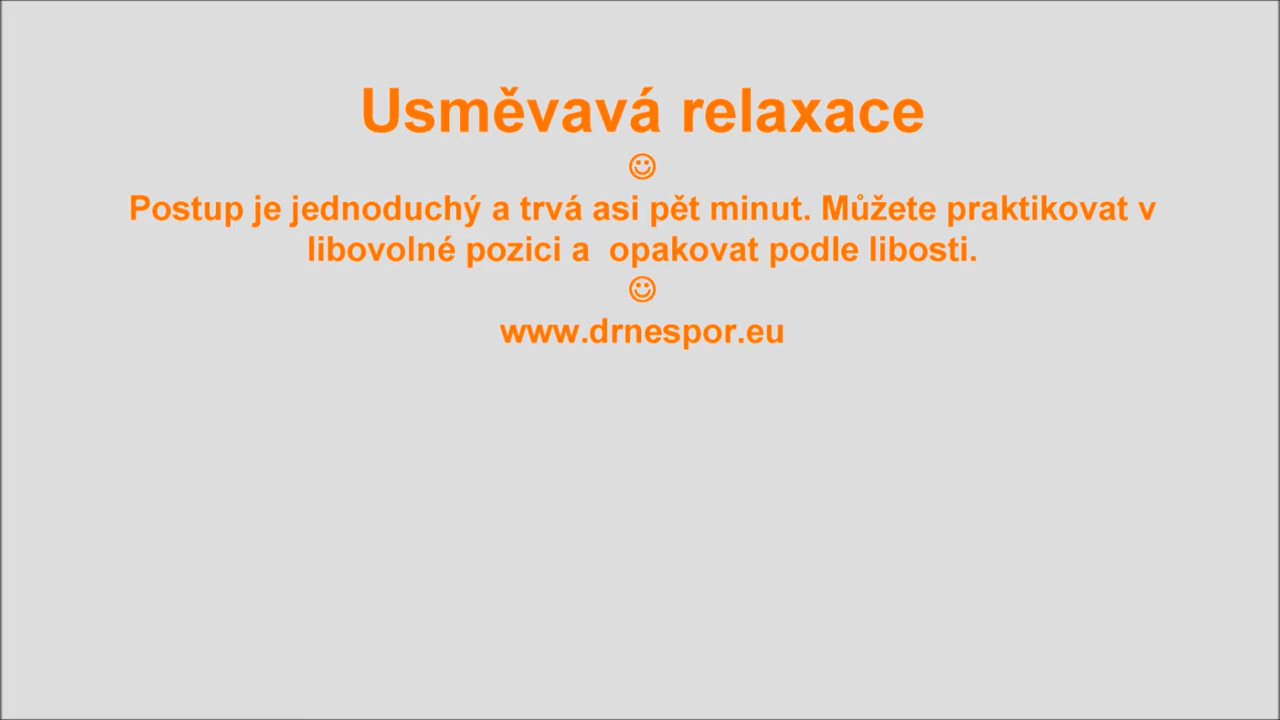 Usměvavá relaxace
☺
Postup je jednoduchý a trvá asi pět minut. Můžete praktikovat v
libovolné pozici a  opakovat podle libosti.
☺
www.drnespor.eu